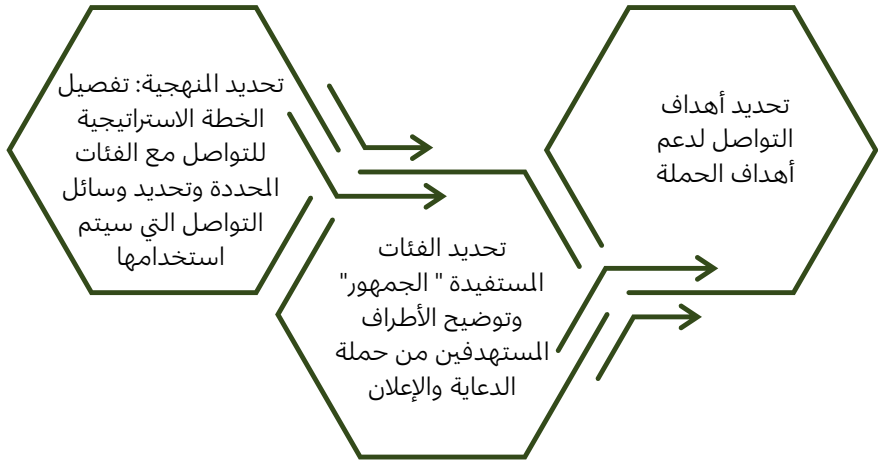 تحديد أهداف
التواصل لدعم
أهداف الحملة
تحديد الفئات
المستفيدة " الجمهور"
وتوضيح الأطراف
المستهدفين من حملة
الدعاية والإعلان
تحديد المنهجية: تفصيل
الخطة الاستراتيجية
للتواصل مع الفئات
المحددة وتحديد وسائل
التواصل التي سيتم
استخدامها